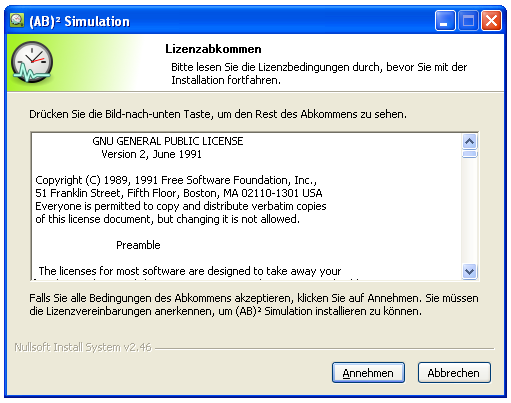 (AB)² Simulation
Lizenzabkommen
Bitte lesen Sie die Lizenzbedingungen durch, bevor Sie mit der
Installation fortfahren.
Drücken Sie die Bild-nach-unten Taste, um den Rest des Abkommens zu sehen.
GNU GENERAL PUBLIC LICENSE
Version 2, June 1991
Copyright (C) 1989, 1991 Free Software Foundation, Inc.,
51 Franklin Street, Fifth Floor, Boston, MA 02110-1301 USA
Everyone is permitted to copy and distribute verbatim copies
of this license document, but changing it is not allowed.
Preamble
The licenses for most software are designed to take away your
Falls Sie alle Bedingungen des Abkommens akzeptieren, klicken Sie auf Annehmen. Sie müssen
die Lizenzvereinbarungen anerkennen, um (AB)² Simulation installieren zu können.
Nullsoft Install System v2.46
Annehmen
Abbrechen